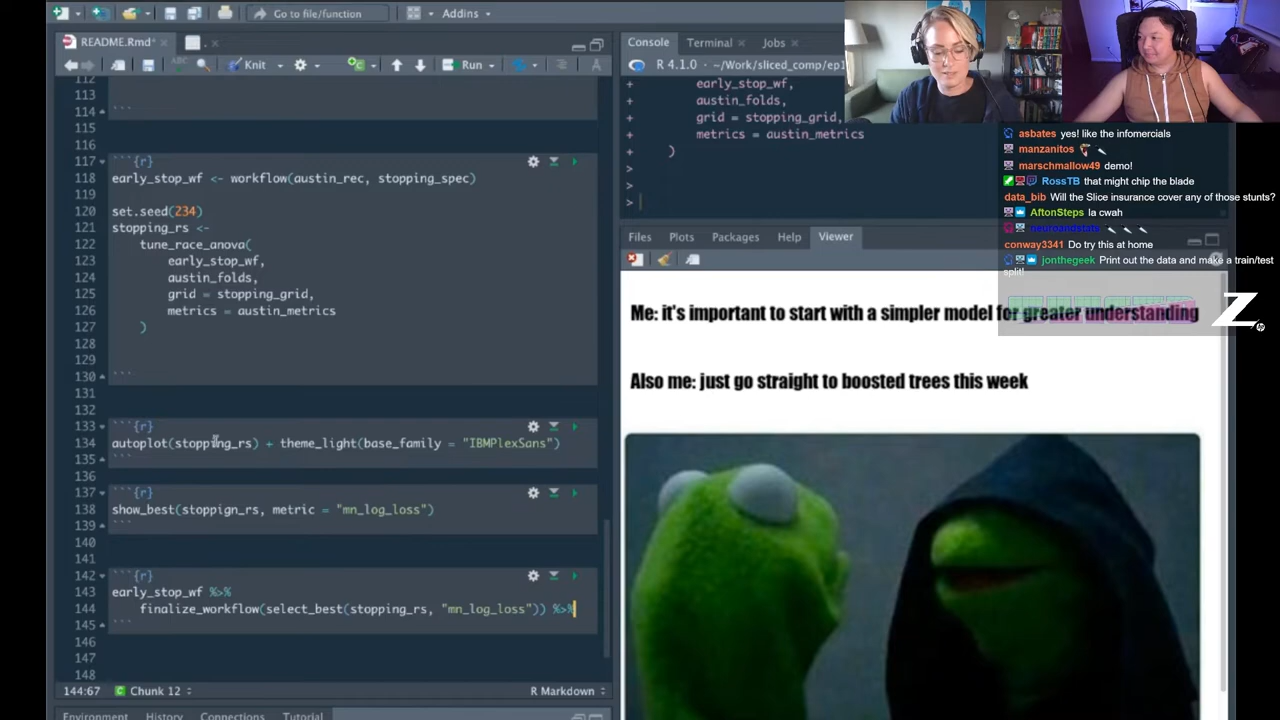 Go to file/function
Addins
README.Rmd*
Knit
Run
112
113
114 ```
115
116
117 ```{r}
118 early_stop_wf <- workflow(austin_rec, stopping_spec)
119
120 set.seed(234)
121 stopping_rs <-
122 tune_race_anova(
123 early_stop_wf,
124 austin_folds,
125 grid = stopping_grid,
126 metrics = austin_metrics
127 )
128
129
130 ```
131
132
133 ```{r}
134 autoplot(stopping_rs) + theme_light(base_family = "IBMPlexSans")
135 ```
136
137 ```{r}
138 show_best(stoppign_rs, metric = "mn_log_loss")
139 ```
140
141
142 ```{r}
143 early_stop_wf %>%
144 finalize_workflow(select_best(stopping_rs, "mn_log_loss")) %>%
145 ```
146
147
148
144:67 Chunk 12 R Markdown
Environment History Connections Tutorial
Console Terminal Jobs
R 4.1.0 · ~/Work/sliced_comp/ep1
+ early_stop_wf,
+ austin_folds,
+ grid = stopping_grid,
+ metrics = austin_metrics
+ )
>
>
>
Files Plots Packages Help Viewer
Me: it's important to start with a simpler model for greater understanding
Also me: just go straight to boosted trees this week
asbates yes! like the infomercials
manzanitos
marschmallow49 demo!
RossTB that might chip the blade
data_bib Will the Slice insurance cover any of those stunts?
AftonSteps la cwah
neuroandstats
conway3341 Do try this at home
jonthegeek Print out the data and make a train/test
split!
Z
hp